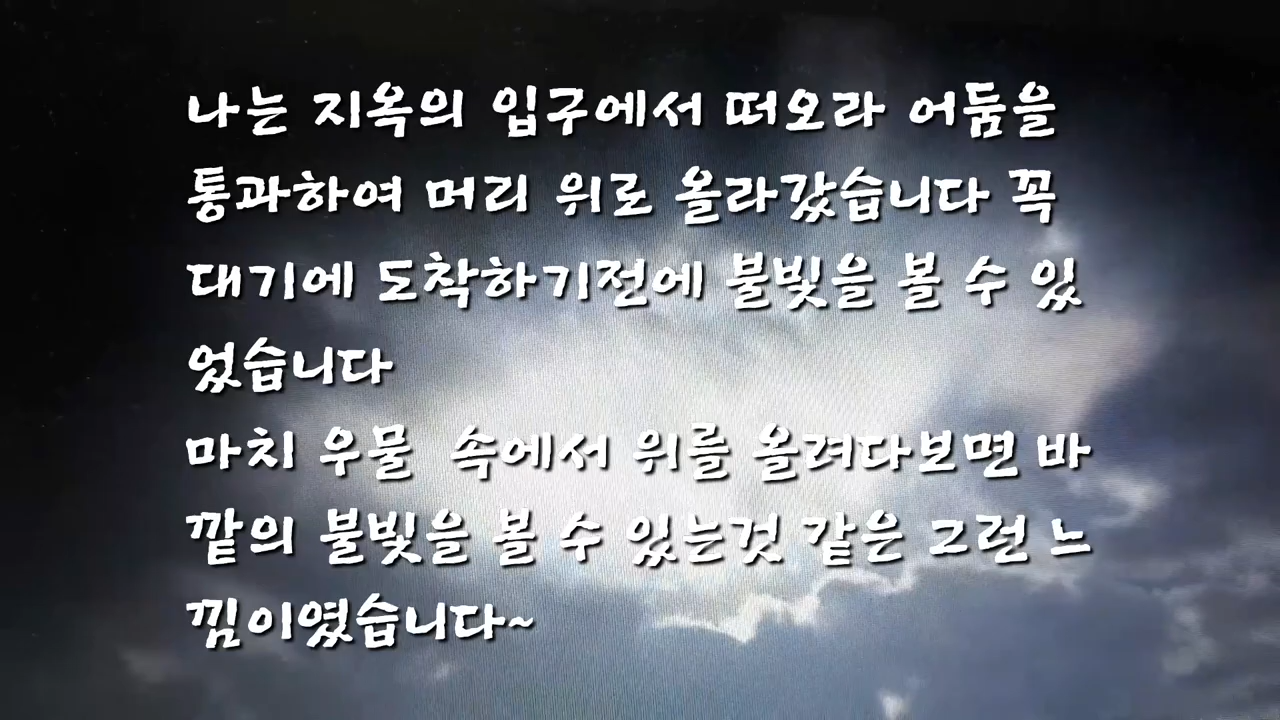 나는 지옥의 입구에서 떠오라 어둠을
통과하여 머리 위로 올라갔습니다 꼭
대기에 도착하기전에 불빛을 볼 수 있
었습니다
마치 우물 속에서 위를 올려다보면 바
깥의 불빛을 볼 수 있는것 같은 그런 느
낌이였습니다~